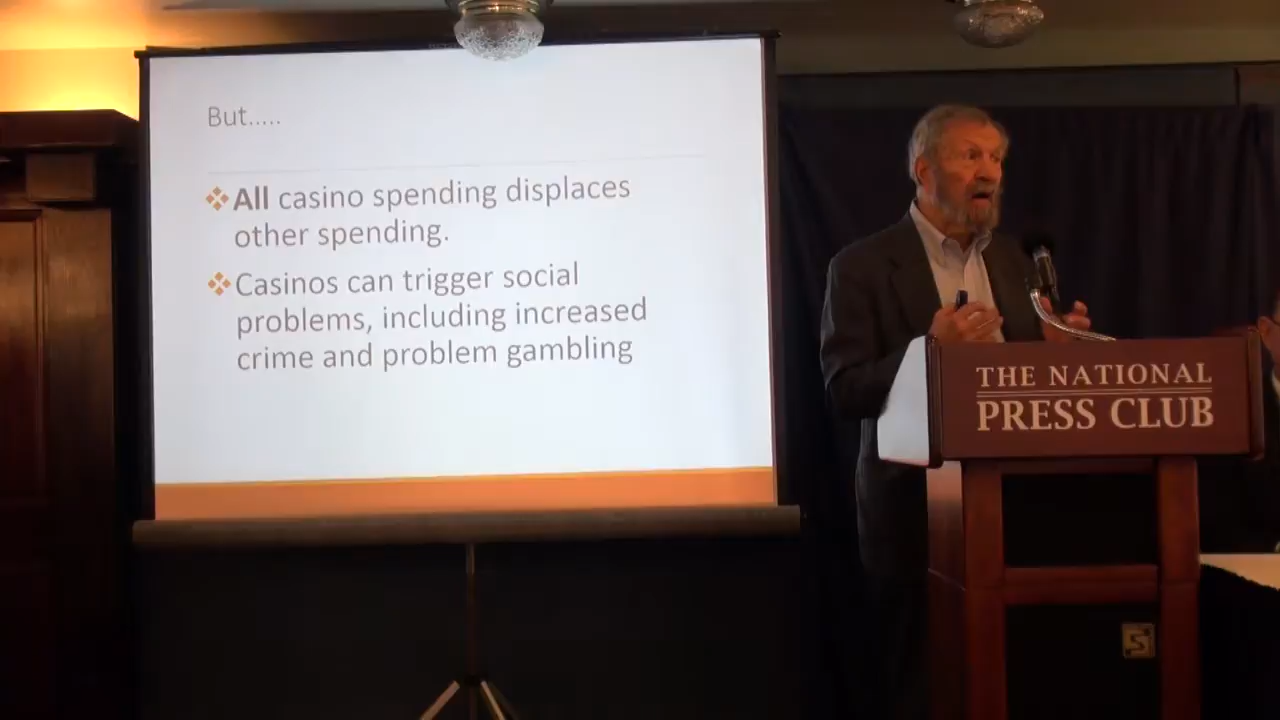 But.....
❖ All casino spending displaces
other spending.
❖ Casinos can trigger social
problems, including increased
crime and problem gambling
THE NATIONAL
PRESS CLUB